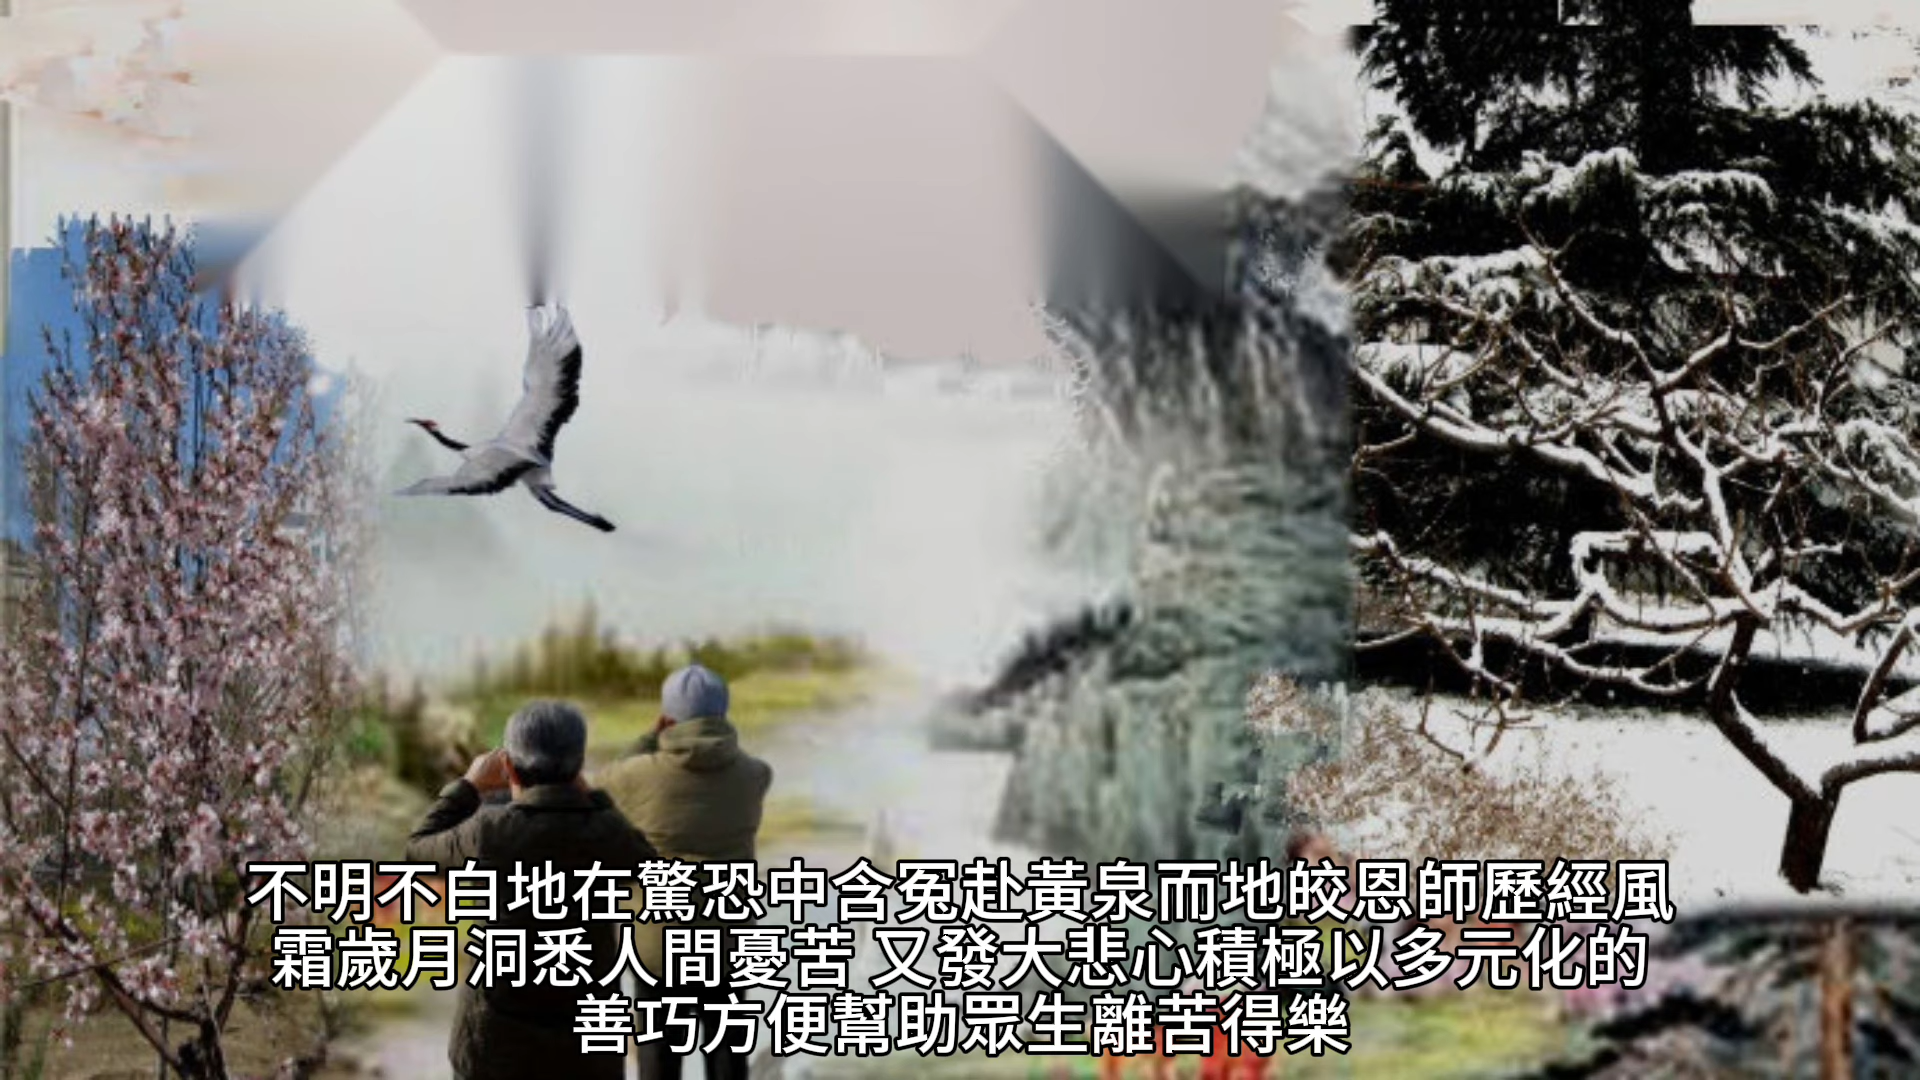 不明不白地在驚恐中含冤赴黃泉而地皎恩師歷經風
霜歲月洞悉人間憂苦 又發大悲心積極以多元化的
善巧方便幫助眾生離苦得樂